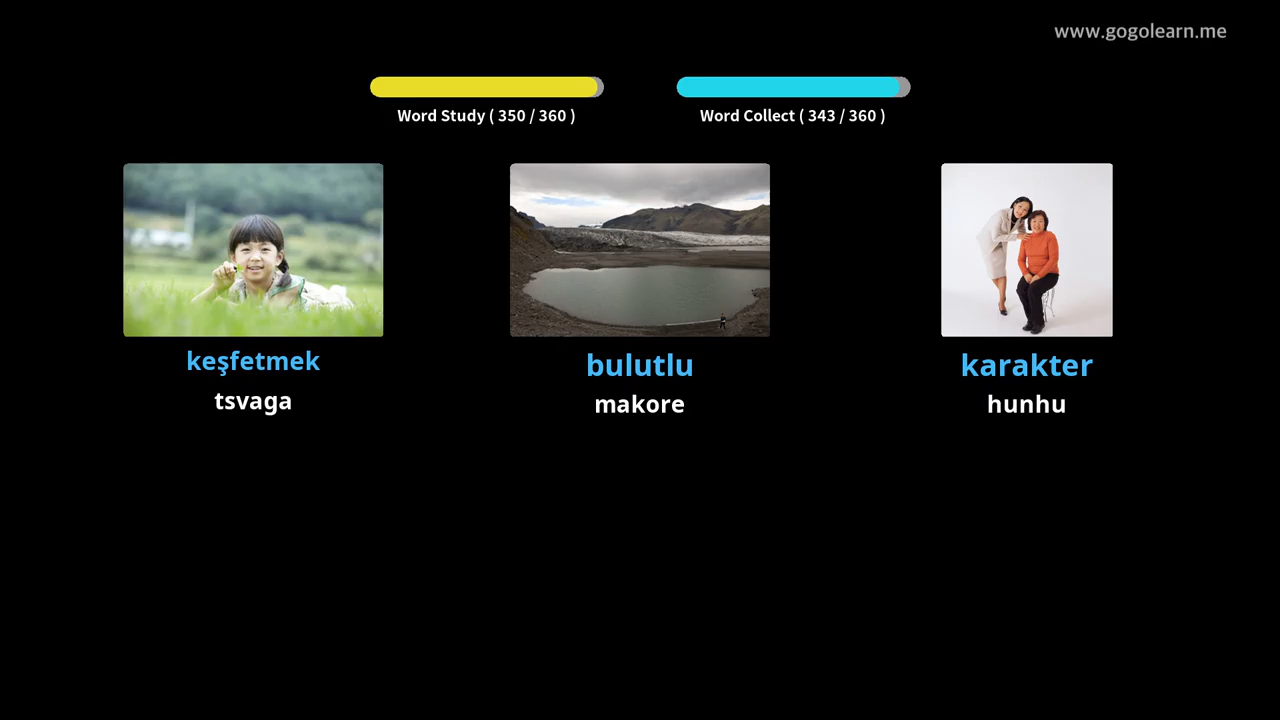 www.gogolearn.me
Word Study ( 350 / 360 )
Word Collect ( 343 / 360 )
keşfetmek
tsvaga
bulutlu
makore
karakter
hunhu